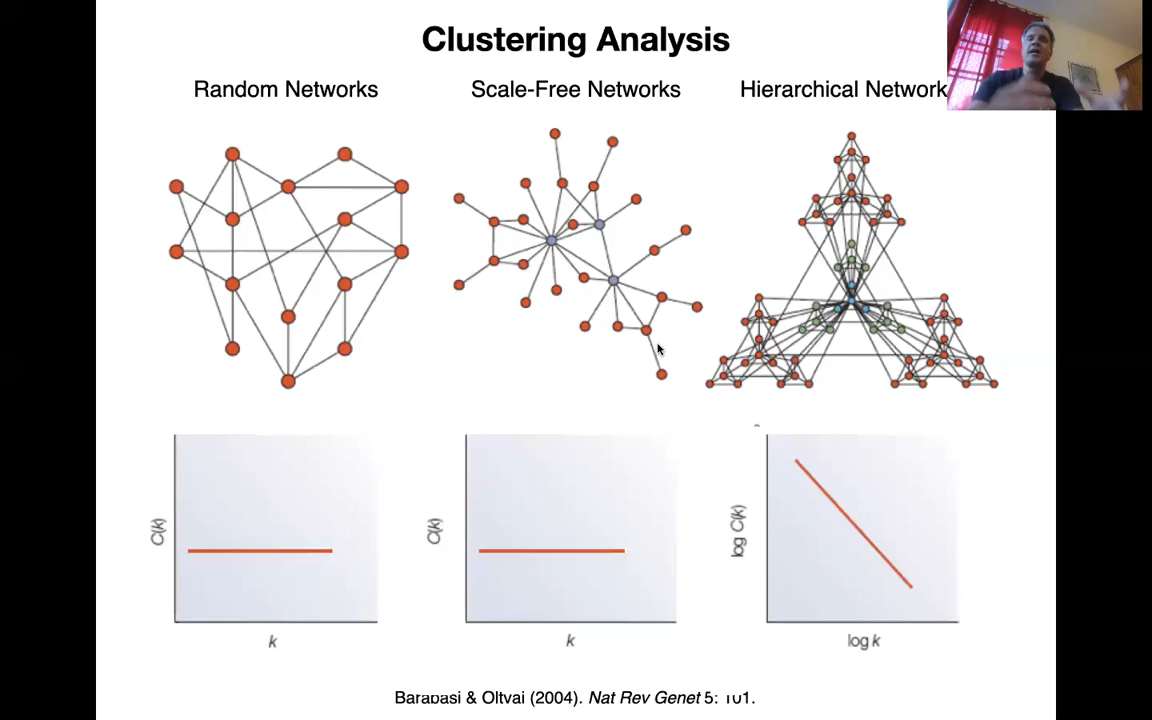 Clustering Analysis
Random Networks
Scale-Free Networks
Hierarchical Network
C(k)
k
C(k)
k
log C(k)
log k
Barabasi & Oltvai (2004). Nat Rev Genet 5: 101.